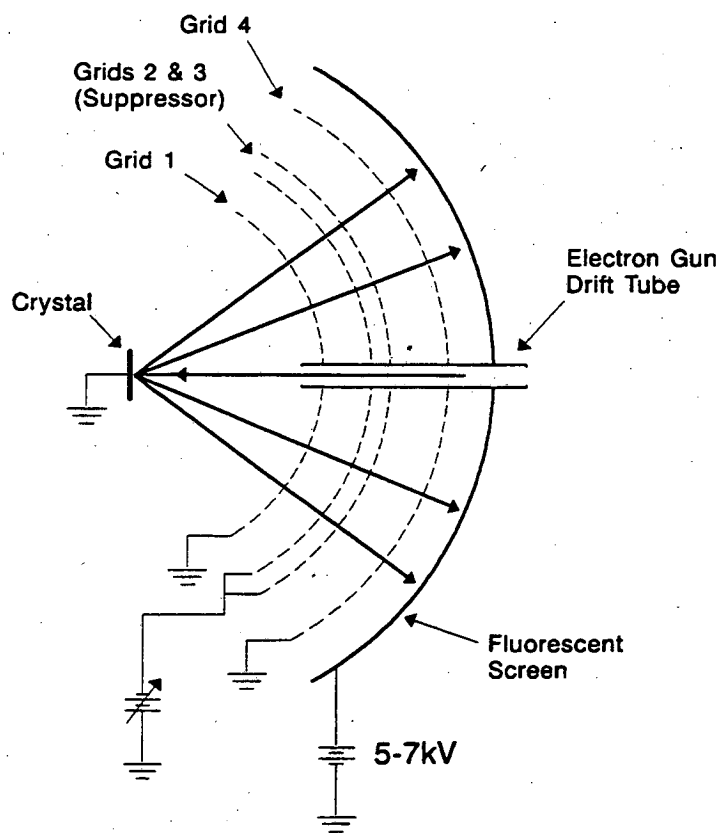 Grid 4
Grids 2 & 3
(Suppressor)
Grid 1
Electron Gun
Drift Tube
Crystal
Fluorescent
Screen
5-7kV